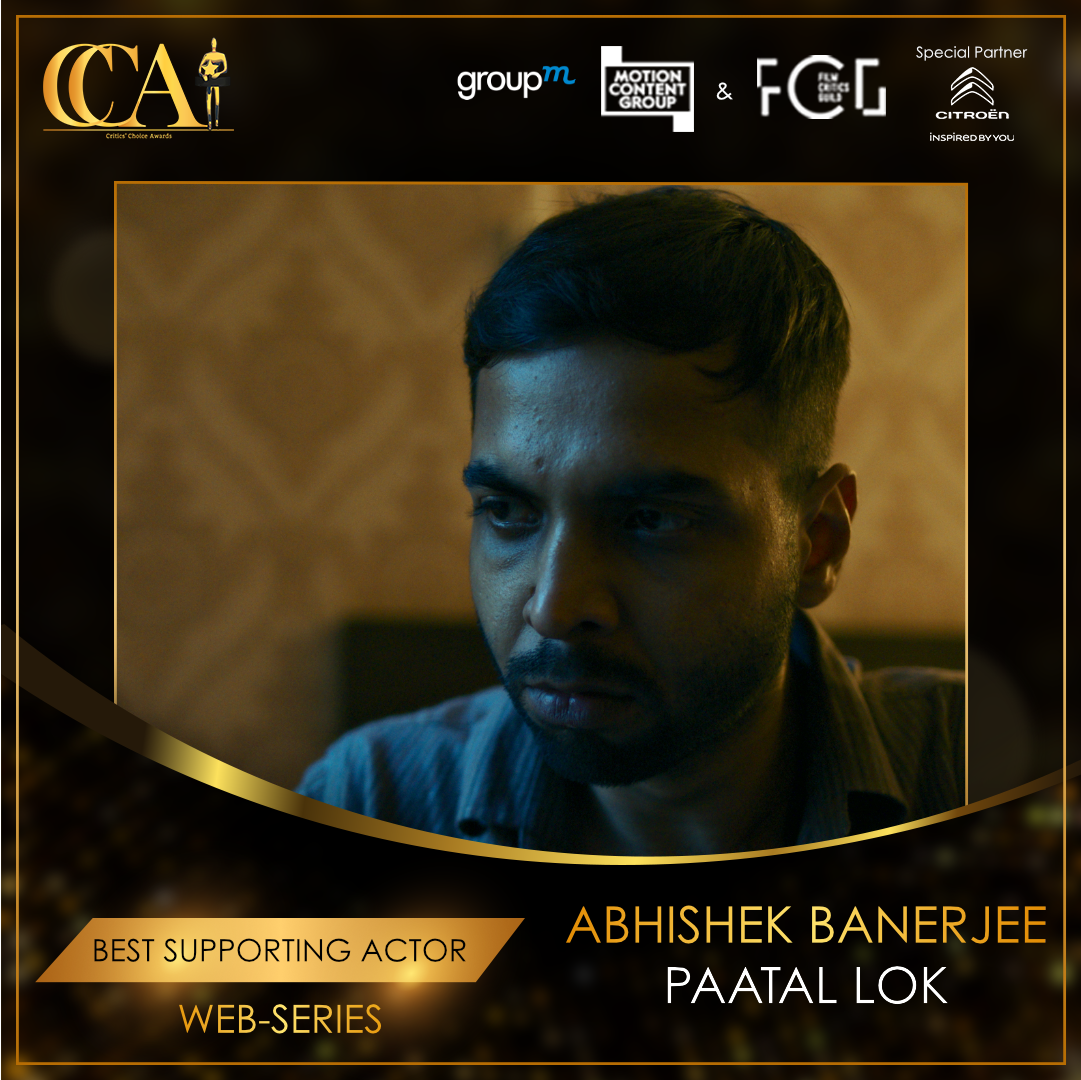 CCA
Critics' Choice Awards
groupm
MOTION
CONTENT
GROUP
&
FCG
FILM
CRITICS
GUILD
Special Partner
CITROËN
INSPIRED BY YOU
BEST SUPPORTING ACTOR
WEB-SERIES
ABHISHEK BANERJEE
PAATAL LOK